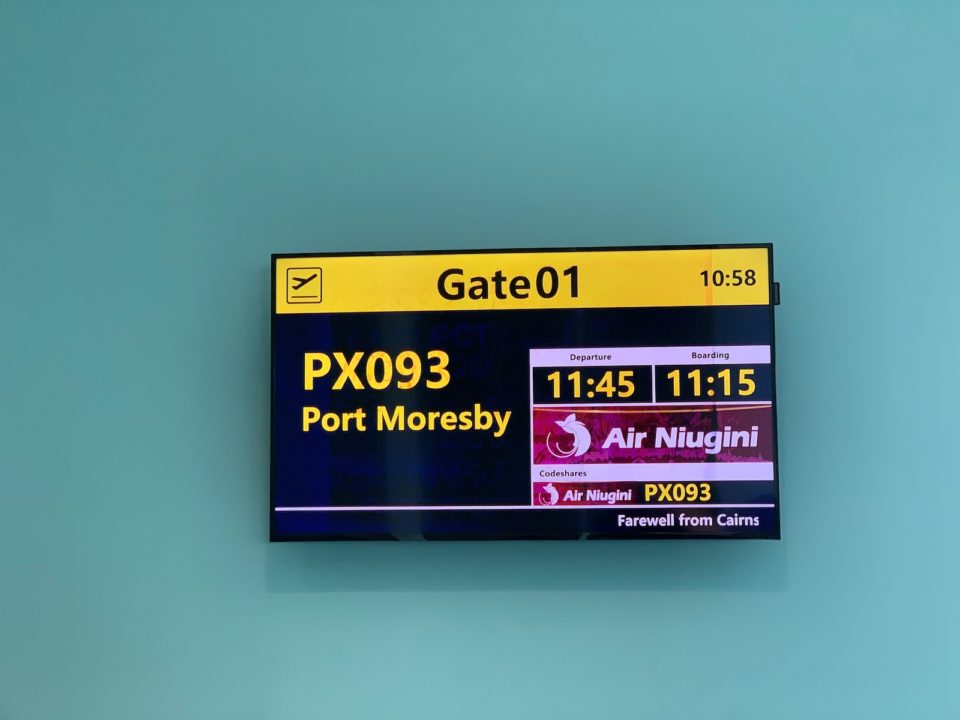 Gate01 10:58
PX093
Port Moresby
Departure Boarding
11:45 11:15
Air Niugini
Codeshares
Air Niugini PX093
Farewell from Cairns